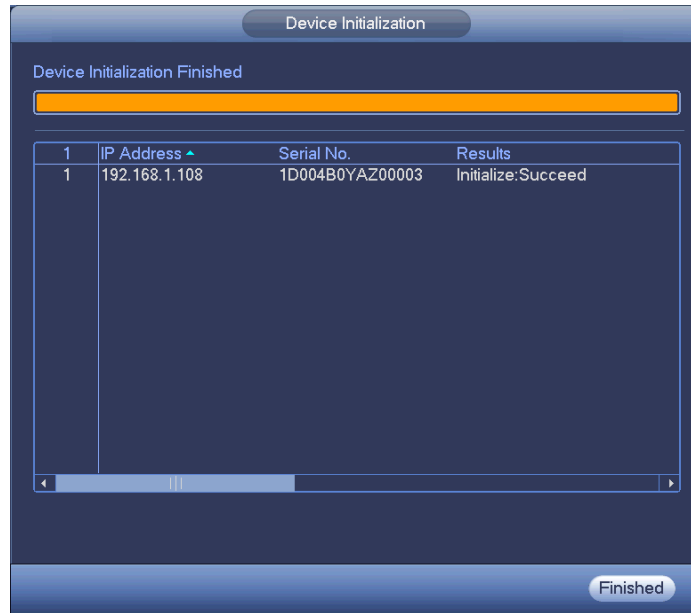 Device Initialization
Device Initialization Finished
1 IP Address Serial No. Results
1 192.168.1.108 1D004B0YAZ00003 Initialize:Succeed
Finished